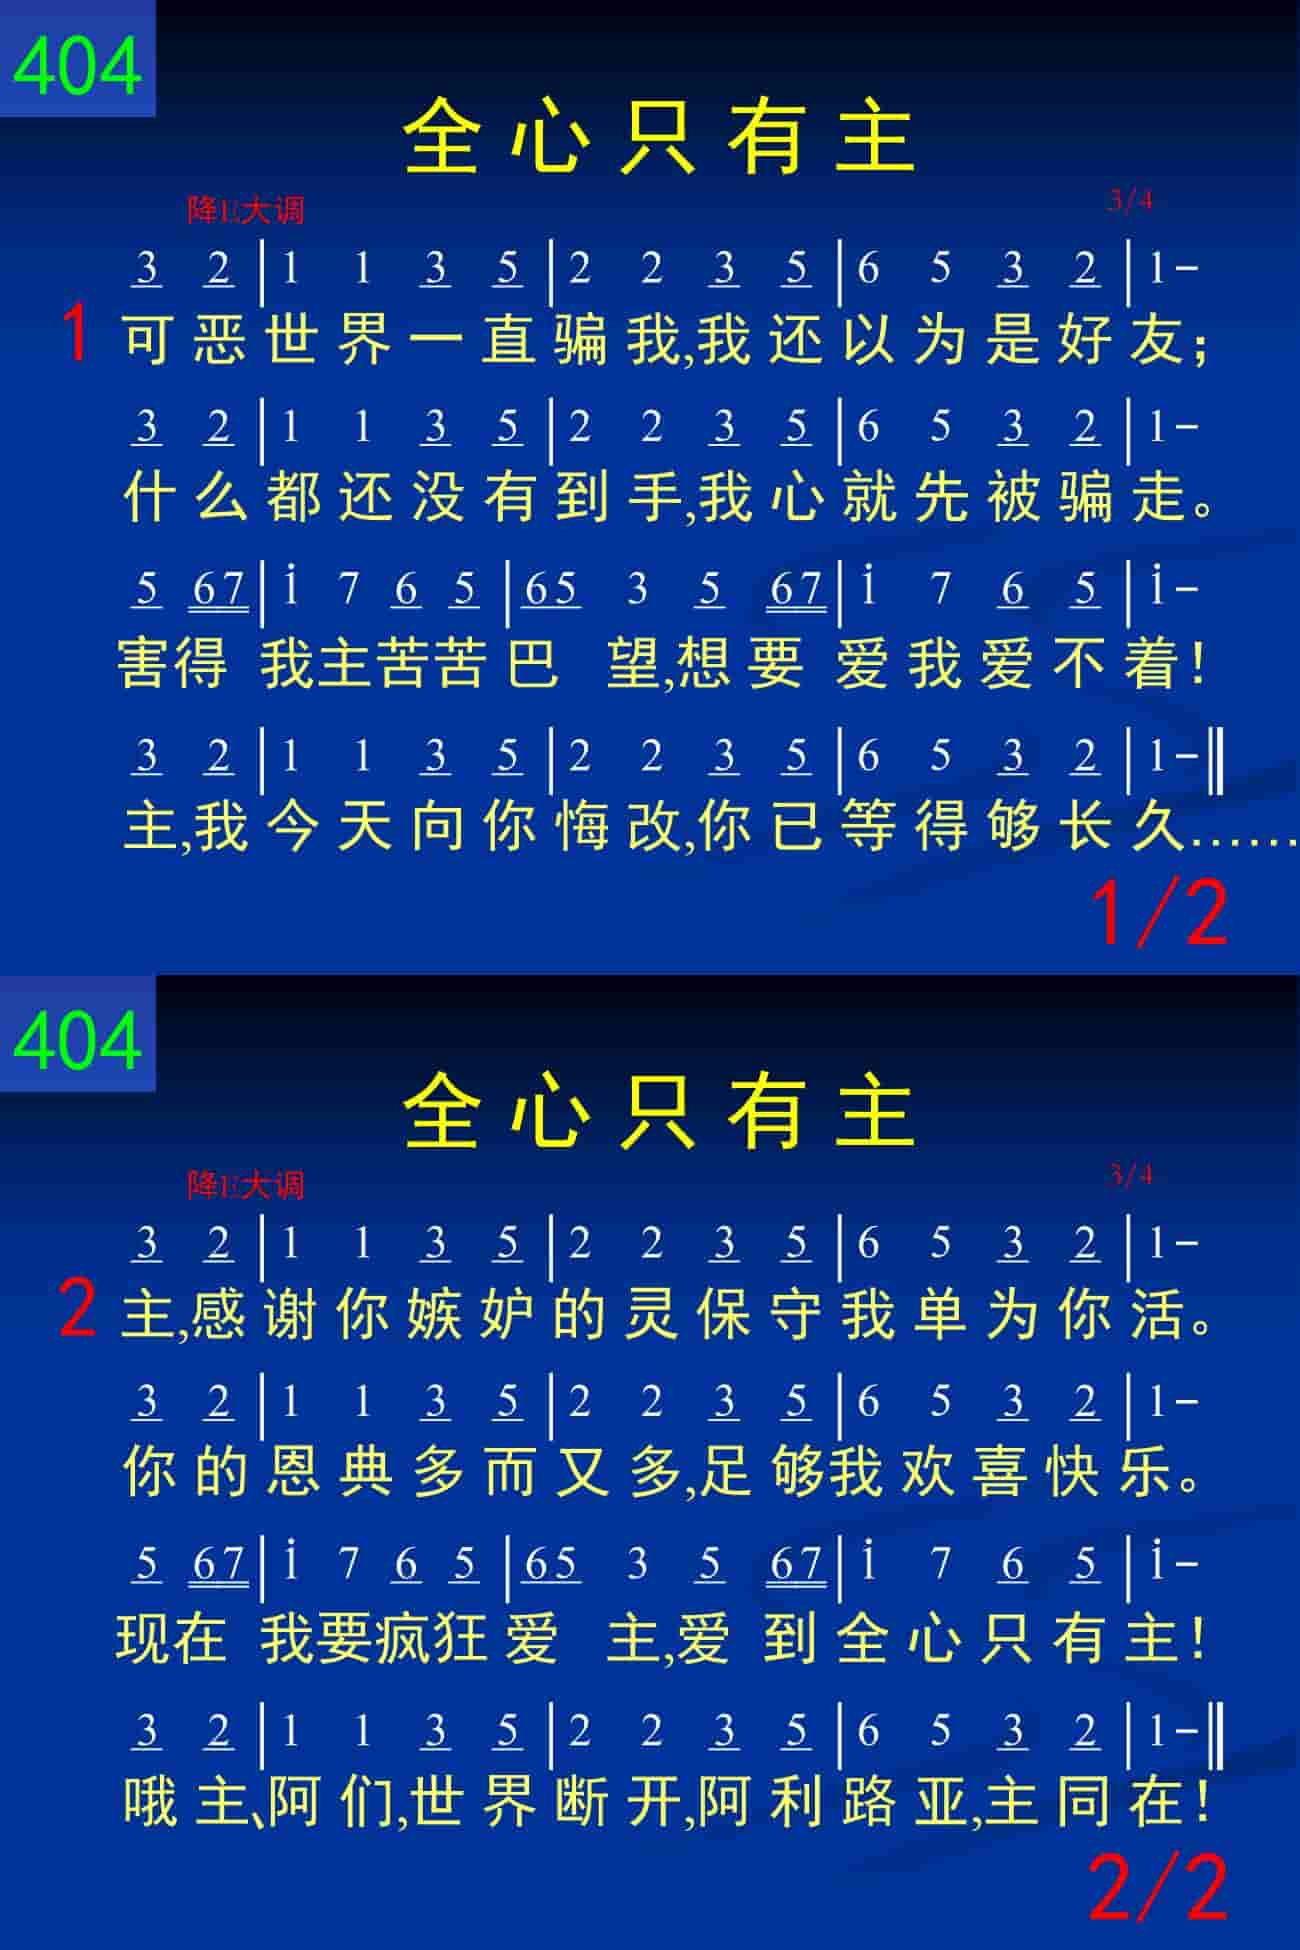 404
全心只有主
降E大调 3/4
3 2 | 1 1 3 5 | 2 2 3 5 | 6 5 3 2 | 1 –
1 可恶世界一直骗我,我还以为是好友;
3 2 | 1 1 3 5 | 2 2 3 5 | 6 5 3 2 | 1 –
什么都还没有到手,我心就先被骗走。
5 67 | i 7 6 5 | 65 3 5 67 | i 7 6 5 | i –
害得 我主苦苦巴 望,想要 爱我爱不着!
3 2 | 1 1 3 5 | 2 2 3 5 | 6 5 3 2 | 1 – ‖
主,我今天向你悔改,你已等得够长久……
1/2
404
全心只有主
降E大调 3/4
3 2 | 1 1 3 5 | 2 2 3 5 | 6 5 3 2 | 1 –
2 主,感谢你嫉妒的灵保守我单为你活。
3 2 | 1 1 3 5 | 2 2 3 5 | 6 5 3 2 | 1 –
你的恩典多而又多,足够我欢喜快乐。
5 67 | i 7 6 5 | 65 3 5 67 | i 7 6 5 | i –
现在 我要疯狂爱 主,爱 到全心只有主!
3 2 | 1 1 3 5 | 2 2 3 5 | 6 5 3 2 | 1 – ‖
哦主、阿们,世界断开,阿利路亚,主同在!
2/2